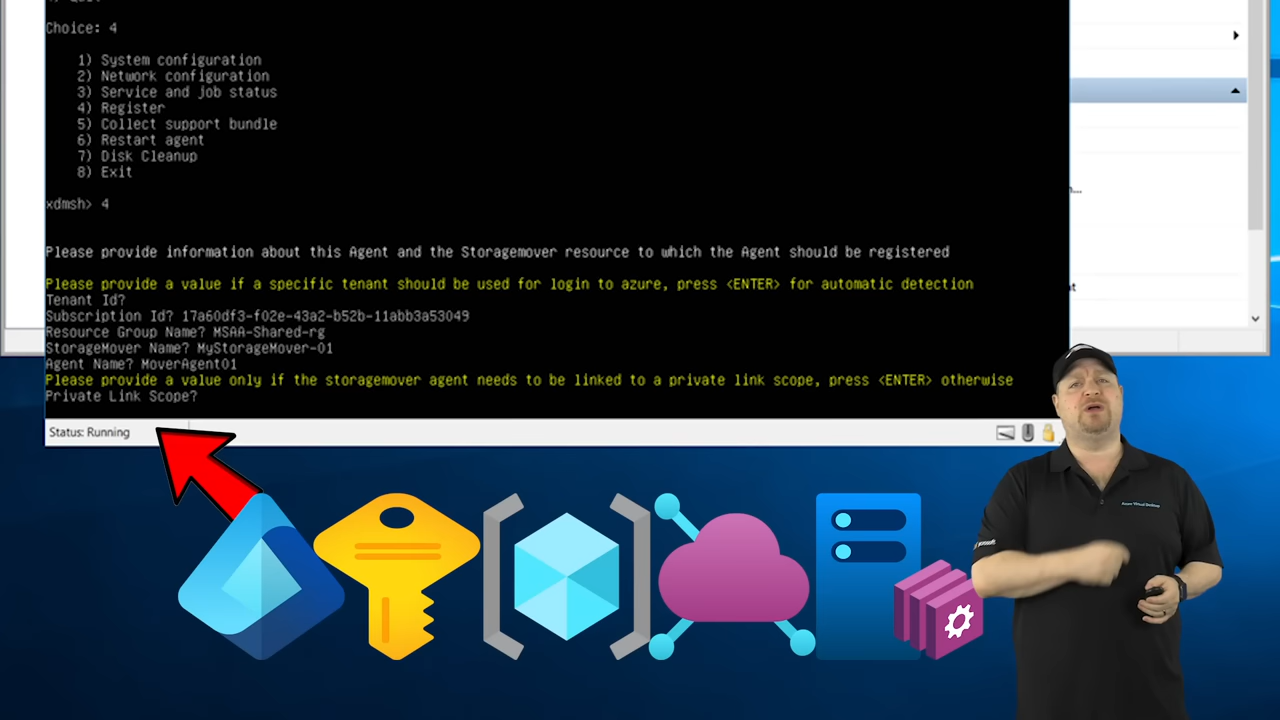 Choice: 4
1) System configuration
2) Network configuration
3) Service and job status
4) Register
5) Collect support bundle
6) Restart agent
7) Disk Cleanup
8) Exit
xdmsh> 4
Please provide information about this Agent and the Storagemover resource to which the Agent should be registered
Please provide a value if a specific tenant should be used for login to azure, press <ENTER> for automatic detection
Tenant Id?
Subscription Id? 17a60df3-f02e-43a2-b52b-11abb3a53049
Resource Group Name? MSAA-Shared-rg
StorageMover Name? MyStorageMover-01
Agent Name? MoverAgent01
Please provide a value only if the storagemover agent needs to be linked to a private link scope, press <ENTER> otherwise
Private Link Scope?
Status: Running
Azure Virtual Desktop